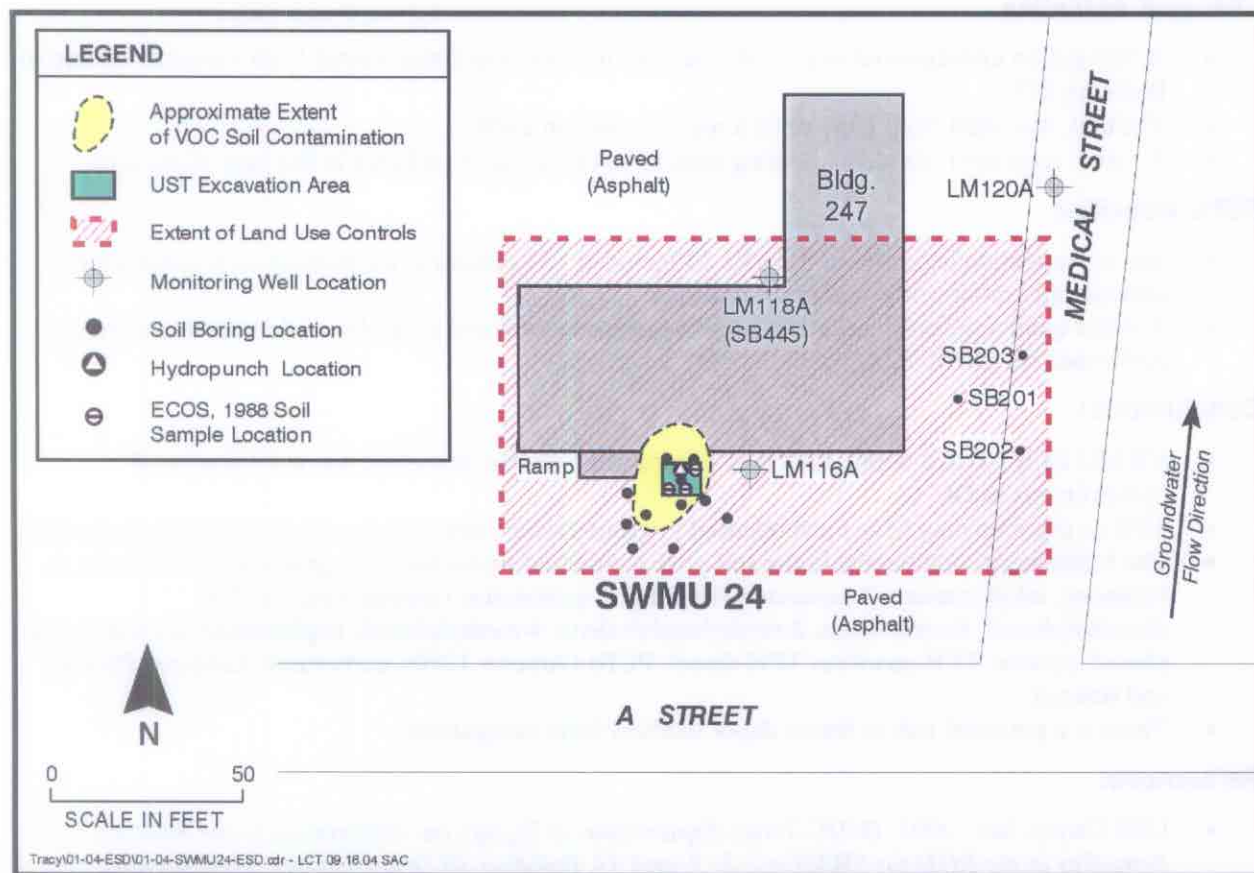 LEGEND
Approximate Extent
of VOC Soil Contamination
UST Excavation Area
Extent of Land Use Controls
Monitoring Well Location
Soil Boring Location
Hydropunch Location
ECOS, 1988 Soil
Sample Location
Paved
(Asphalt)
Bldg.
247
LM120A
MEDICAL STREET
LM118A
(SB445)
SB203
SB201
SB202
Ramp
LM116A
Groundwater
Flow Direction
SWMU 24
Paved
(Asphalt)
A STREET
N
0 50
SCALE IN FEET
Tracy\01-04-ESD\01-04-SWMU24-ESD.cdr - LCT 09.16.04 SAC